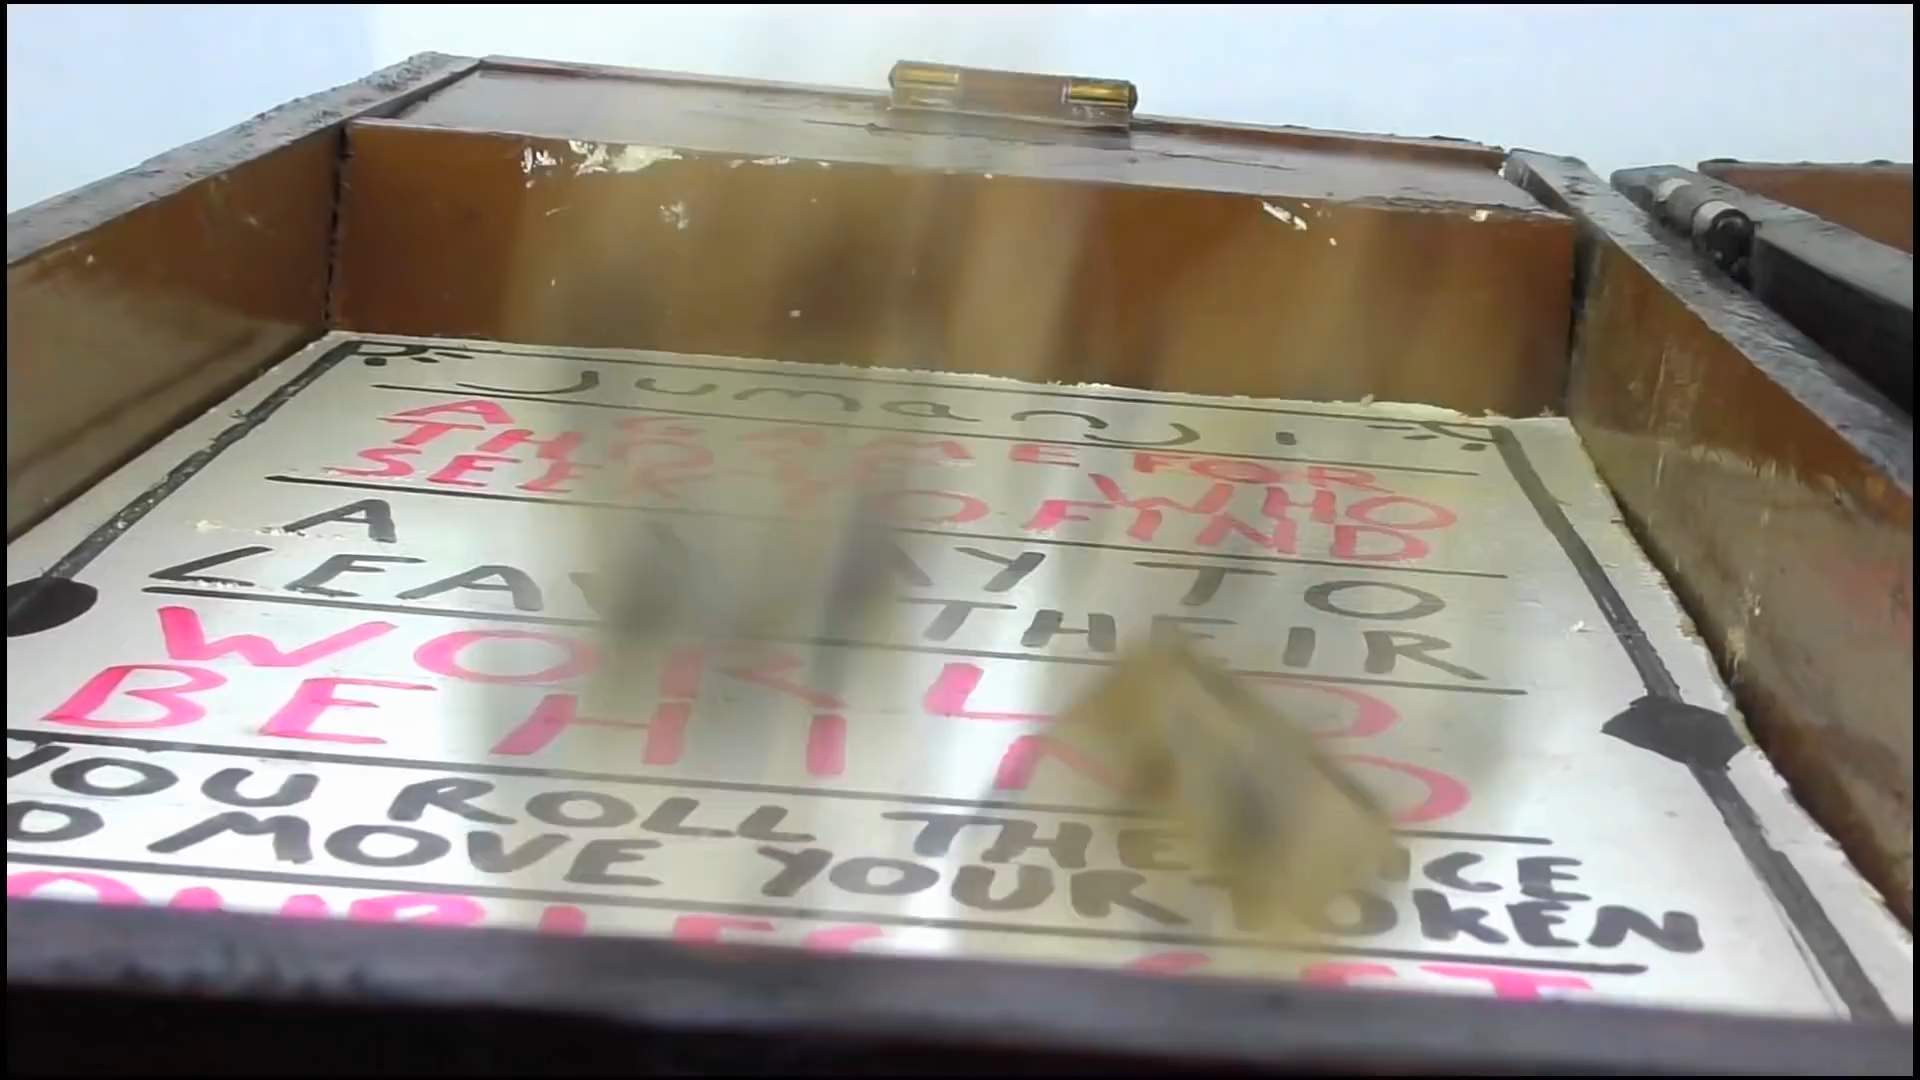 Jumanji
A GAME FOR
THOSE WHO
SEEK TO FIND
A WAY TO
LEAVE THEIR
WORLD
BEHIND
YOU ROLL THE DICE
TO MOVE YOUR TOKEN